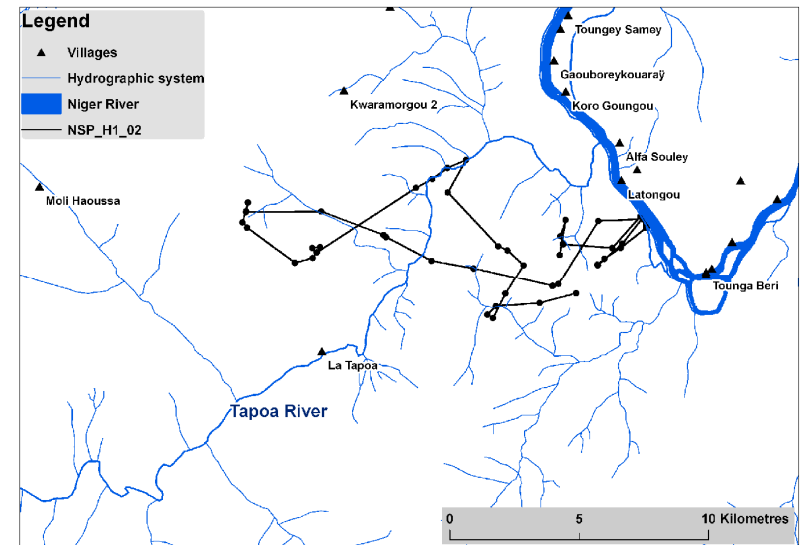 Legend
Villages
Hydrographic system
Niger River
NSP_H1_02
Toungey Samey
Gaouboreykouaraÿ
Kwaramorgou 2
Koro Goungou
Alfa Souley
Moli Haoussa
Latongou
Tounga Beri
La Tapoa
Tapoa River
0 5 10 Kilometres